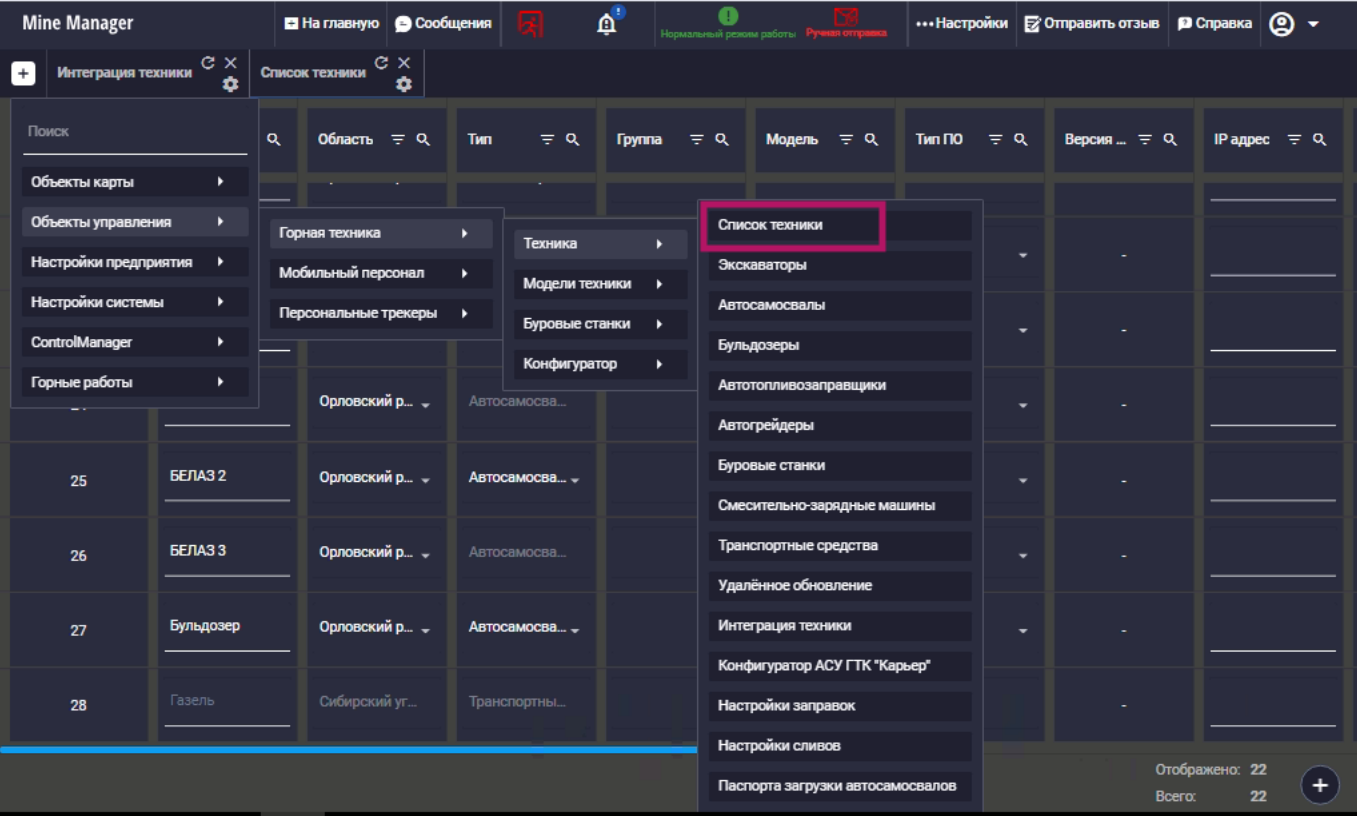 Mine Manager
На главную
Сообщения
Нормальный режим работы
Ручная отправка
Настройки
Отправить отзыв
Справка
Интеграция техники
Список техники
Поиск
Область
Тип
Группа
Модель
Тип ПО
Версия ...
IP адрес
Объекты карты
Объекты управления
Настройки предприятия
Настройки системы
ControlManager
Горные работы
Горная техника
Мобильный персонал
Персональные трекеры
Техника
Модели техники
Буровые станки
Конфигуратор
Список техники
Экскаваторы
Автосамосвалы
Бульдозеры
Автотопливозаправщики
Автогрейдеры
Буровые станки
Смесительно-зарядные машины
Транспортные средства
Удалённое обновление
Интеграция техники
Конфигуратор АСУ ГТК "Карьер"
Настройки заправок
Настройки сливов
Паспорта загрузки автосамосвалов
-
-
Орловский р...
Автосамосва...
-
25
БЕЛАЗ 2
Орловский р...
Автосамосва...
-
26
БЕЛАЗ 3
Орловский р...
Автосамосва...
-
27
Бульдозер
Орловский р...
Автосамосва...
-
28
Газель
Сибирский уг...
Транспортны...
-
Отображено: 22
Всего: 22